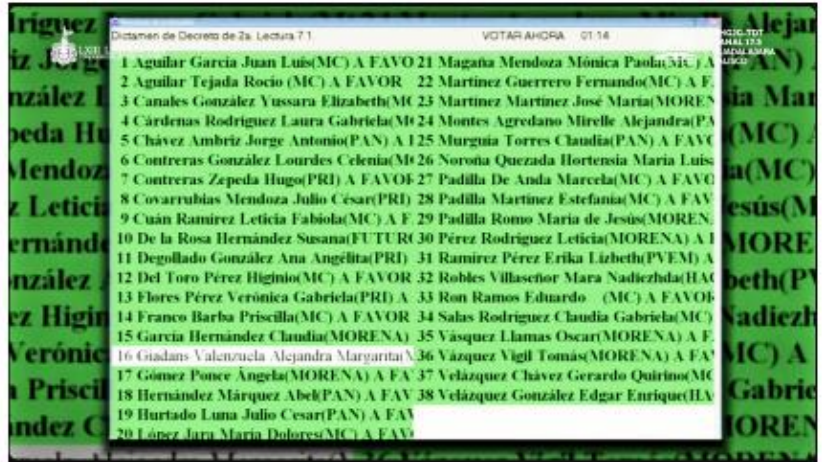 Dictamen de Decreto de 2a. Lectura 7.1 VOTAR AHORA 01:14
1 Aguilar García Juan Luis(MC) A FAVO
2 Aguilar Tejada Rocío (MC) A FAVOR
3 Canales González Yussara Elizabeth(M
4 Cárdenas Rodríguez Laura Gabriela(M
5 Chávez Ambriz Jorge Antonio(PAN) A
6 Contreras González Lourdes Celenia(M
7 Contreras Zepeda Hugo(PRI) A FAVO
8 Covarrubias Mendoza Julio César(PRI)
9 Cuán Ramírez Leticia Fabiola(MC) A F
10 De la Rosa Hernández Susana(FUTUR
11 Degollado González Ana Angélita(PRI)
12 Del Toro Pérez Higinio(MC) A FAVOR
13 Flores Pérez Verónica Gabriela(PRI) A
14 Franco Barba Priscilla(MC) A FAVOR
15 García Hernández Claudia(MORENA)
16 Giadans Valenzuela Alejandra Margarita(
17 Gómez Ponce Ángela(MORENA) A FA
18 Hernández Márquez Abel(PAN) A FAV
19 Hurtado Luna Julio Cesar(PAN) A FAV
20 López Jara María Dolores(MC) A FAV
21 Magaña Mendoza Mónica Paola(MC) A
22 Martínez Guerrero Fernando(MC) A F
23 Martínez Martínez José María(MOREN
24 Montes Agredano Mirelle Alejandra(PA
25 Murguía Torres Claudia(PAN) A FAV
26 Noroña Quezada Hortensia María Luisa
27 Padilla De Anda Marcela(MC) A FAVO
28 Padilla Martínez Estefanía(MC) A FAV
29 Padilla Romo María de Jesús(MOREN
30 Pérez Rodríguez Leticia(MORENA) A
31 Ramírez Pérez Erika Lizbeth(PVEM) A
32 Robles Villaseñor Mara Nadiezhda(HA
33 Ron Ramos Eduardo (MC) A FAVO
34 Salas Rodríguez Claudia Gabriela(MC)
35 Vásquez Llamas Oscar(MORENA) A F
36 Vázquez Vigil Tomás(MORENA) A FA
37 Velázquez Chávez Gerardo Quirino(MC
38 Velázquez González Edgar Enrique(HA